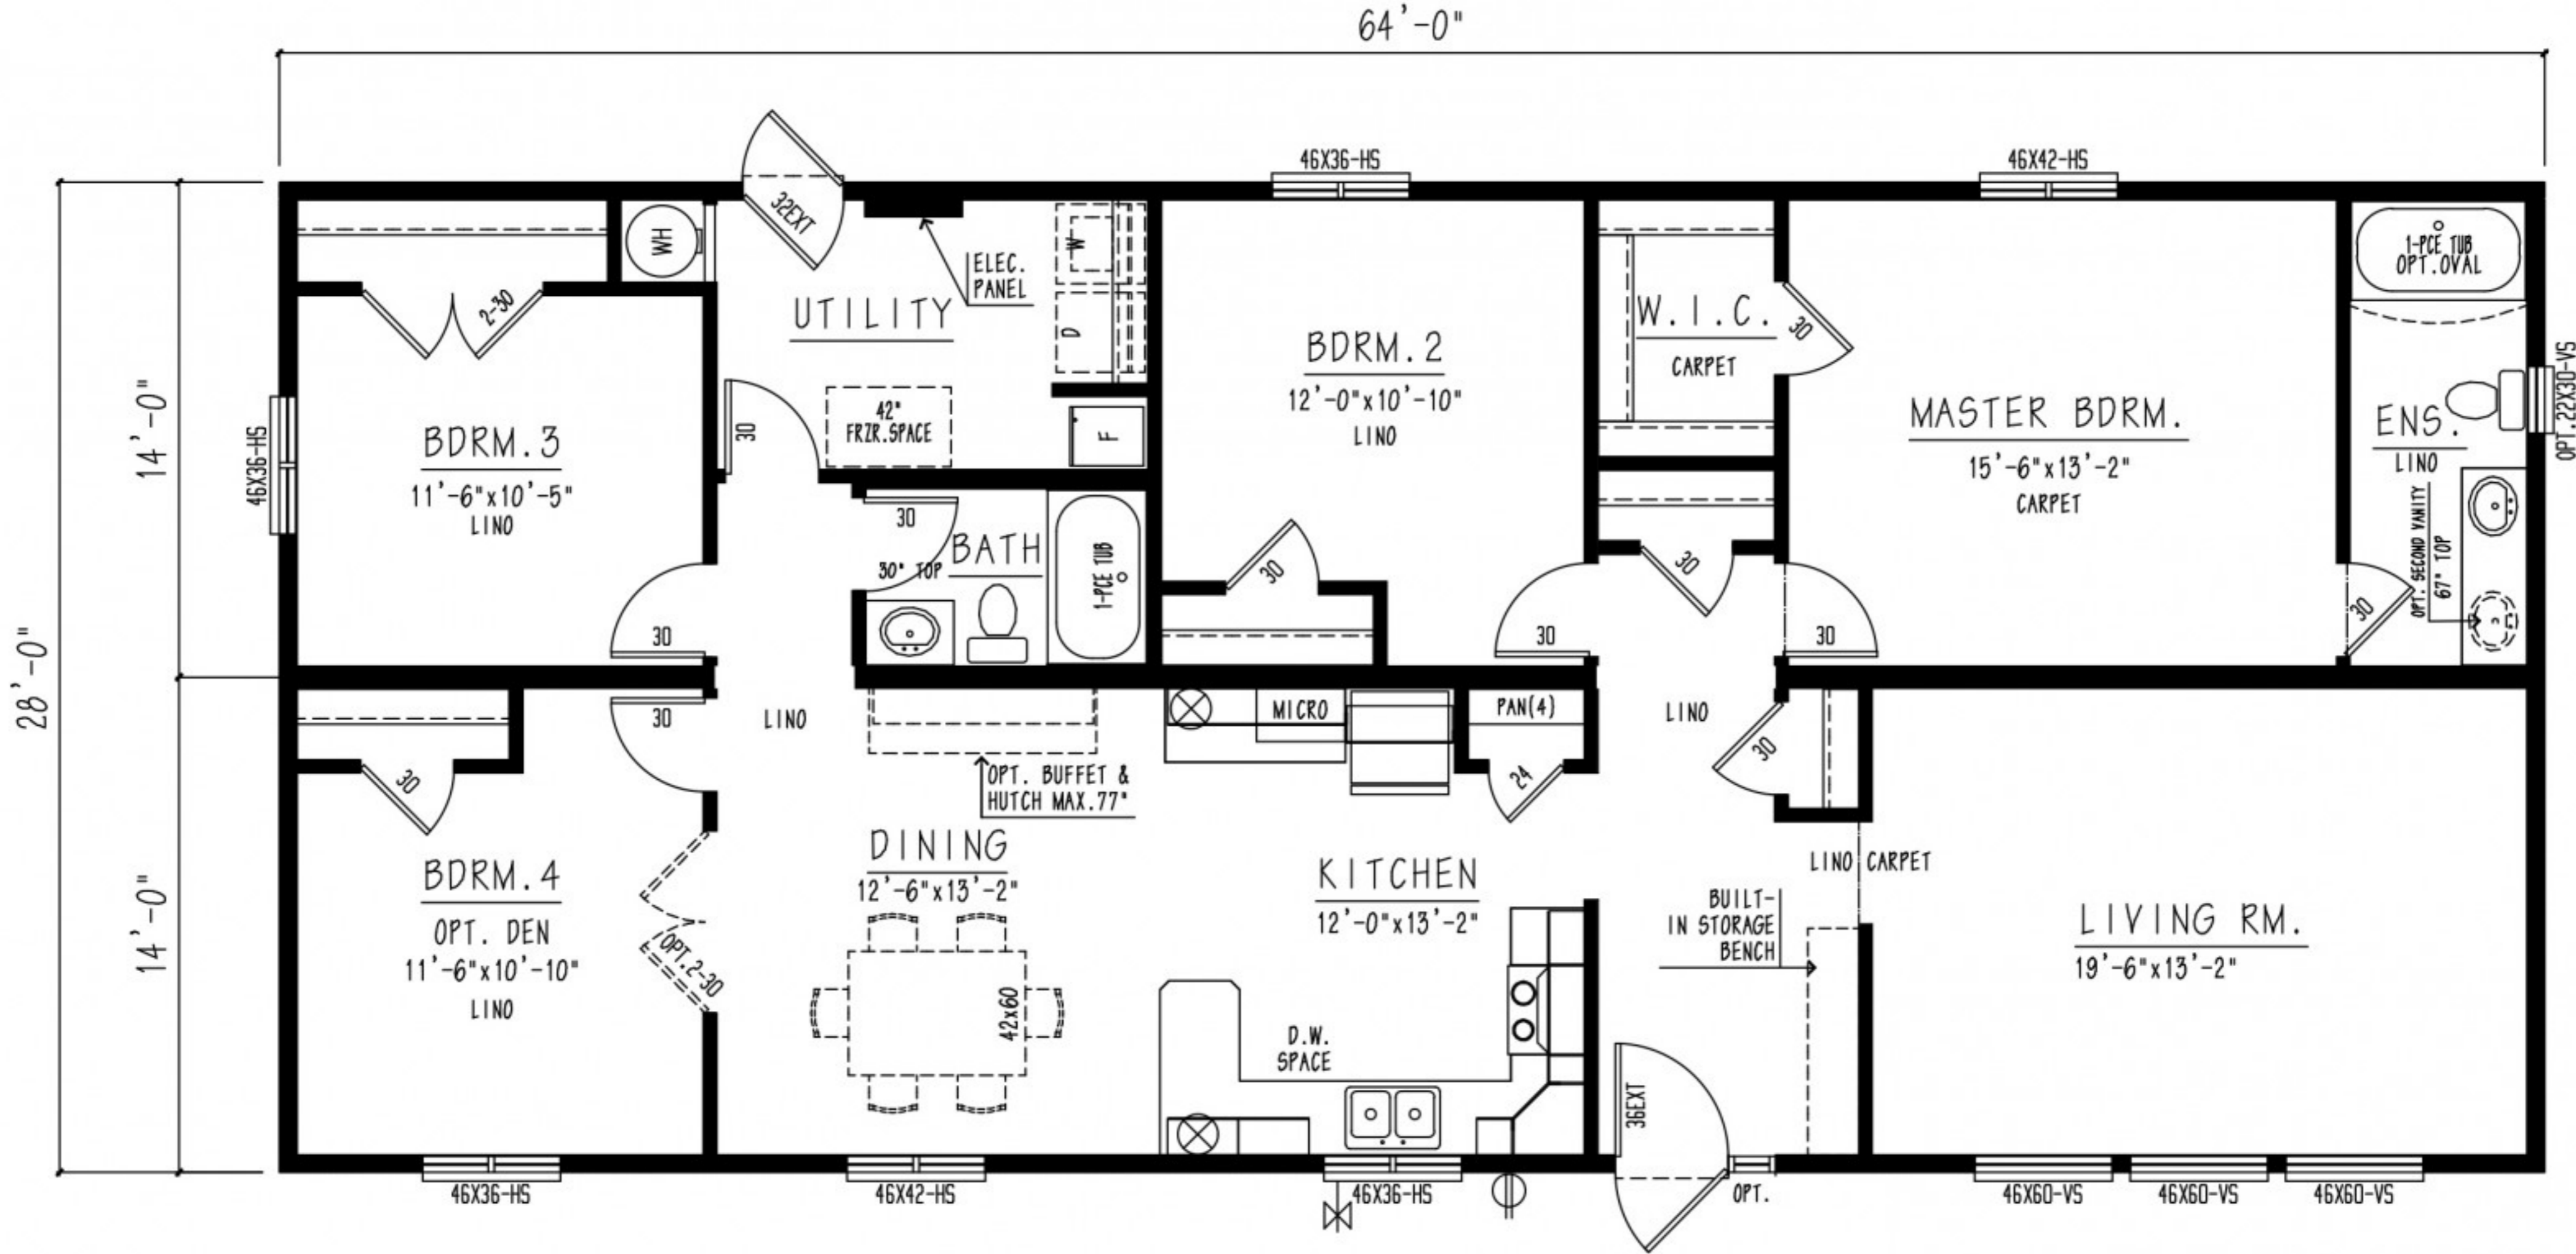 64'-0"
46X36-HS
46X42-HS
32EXT
WH
ELEC.
PANEL
W
D
1-PCE TUB
OPT.OVAL
2-30
UTILITY
W.I.C.
CARPET
30
BDRM.2
12'-0"x10'-10"
LINO
OPT.22X30-VS
14'-0"
46X36-HS
BDRM.3
11'-6"x10'-5"
LINO
30
42"
FRZR.SPACE
F
MASTER BDRM.
15'-6"x13'-2"
CARPET
ENS.
LINO
OPT. SECOND VANITY
67" TOP
30
BATH
30" TOP
1-PCE TUB
30
30
30
30
30
30
28'-0"
30
LINO
MICRO
PAN(4)
LINO
30
30
24
OPT. BUFFET &
HUTCH MAX.77"
14'-0"
BDRM.4
OPT. DEN
11'-6"x10'-10"
LINO
OPT.2-30
DINING
12'-6"x13'-2"
42x60
KITCHEN
12'-0"x13'-2"
D.W.
SPACE
LINO
CARPET
BUILT-
IN STORAGE
BENCH
LIVING RM.
19'-6"x13'-2"
36EXT
46X36-HS
46X42-HS
46X36-HS
OPT.
46X60-VS
46X60-VS
46X60-VS